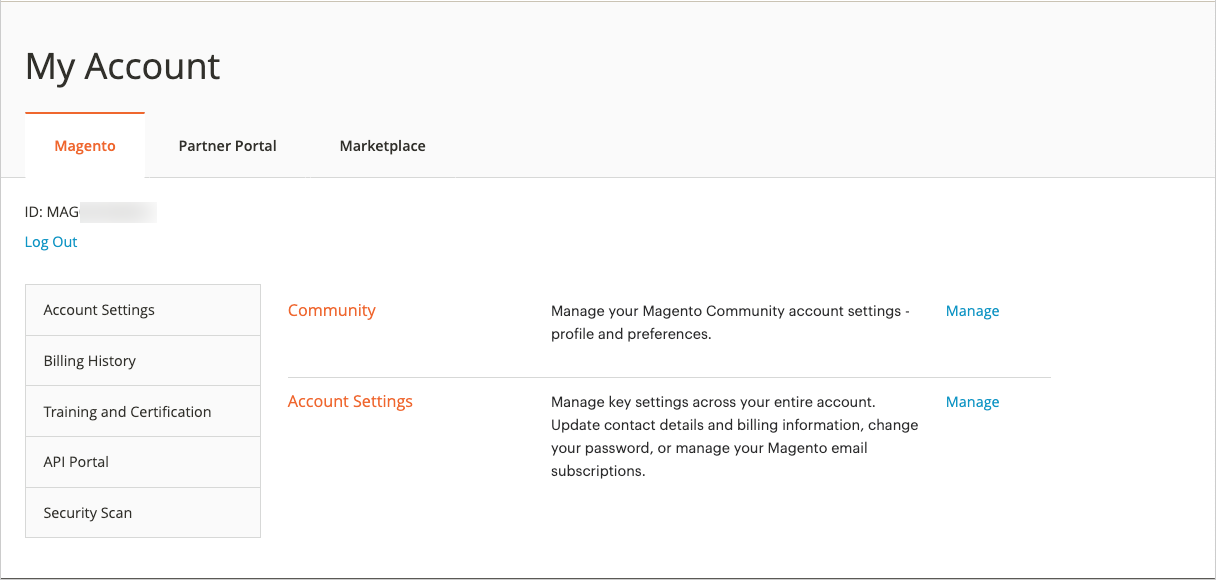 My Account
Magento
Partner Portal
Marketplace
ID: MAG
Log Out
Account Settings
Billing History
Training and Certification
API Portal
Security Scan
Community
Manage your Magento Community account settings -
profile and preferences.
Manage
Account Settings
Manage key settings across your entire account.
Update contact details and billing information, change
your password, or manage your Magento email
subscriptions.
Manage